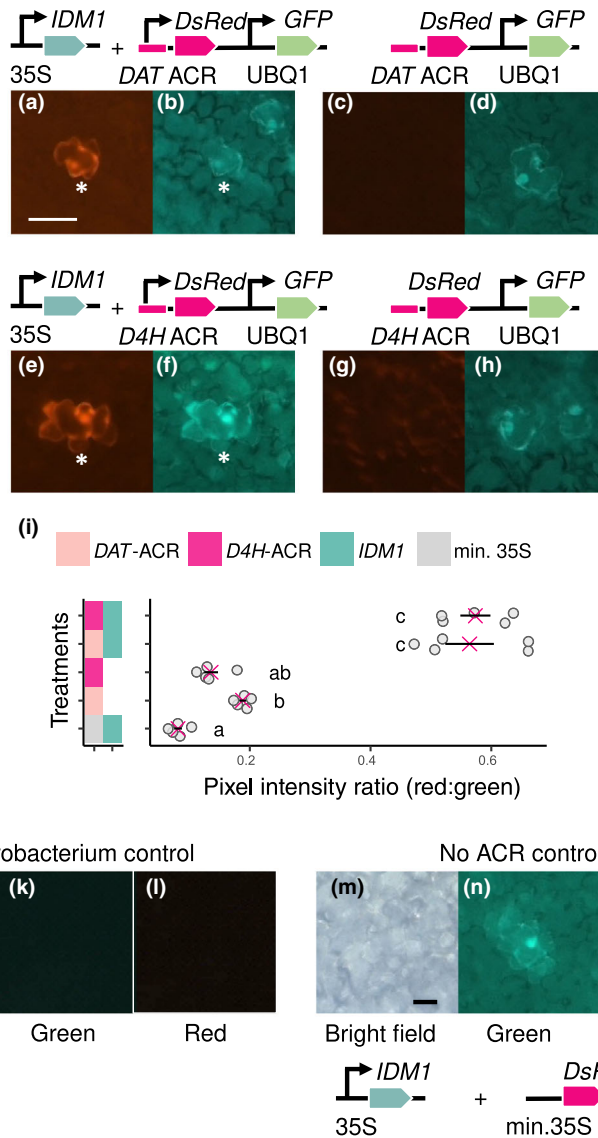 IDM1 + DsRed GFP DsRed GFP
35S DAT ACR UBQ1 DAT ACR UBQ1
(a) (b) (c) (d)
* *
IDM1 + DsRed GFP DsRed GFP
35S D4H ACR UBQ1 D4H ACR UBQ1
(e) (f) (g) (h)
* *
(i)
DAT-ACR D4H-ACR IDM1 min. 35S
Treatments
c
c
ab
b
a
0.2 0.4 0.6
Pixel intensity ratio (red:green)
robacterium control No ACR contro
(k) (l) (m) (n)
Green Red Bright field Green
IDM1 + DsR
35S min.35S